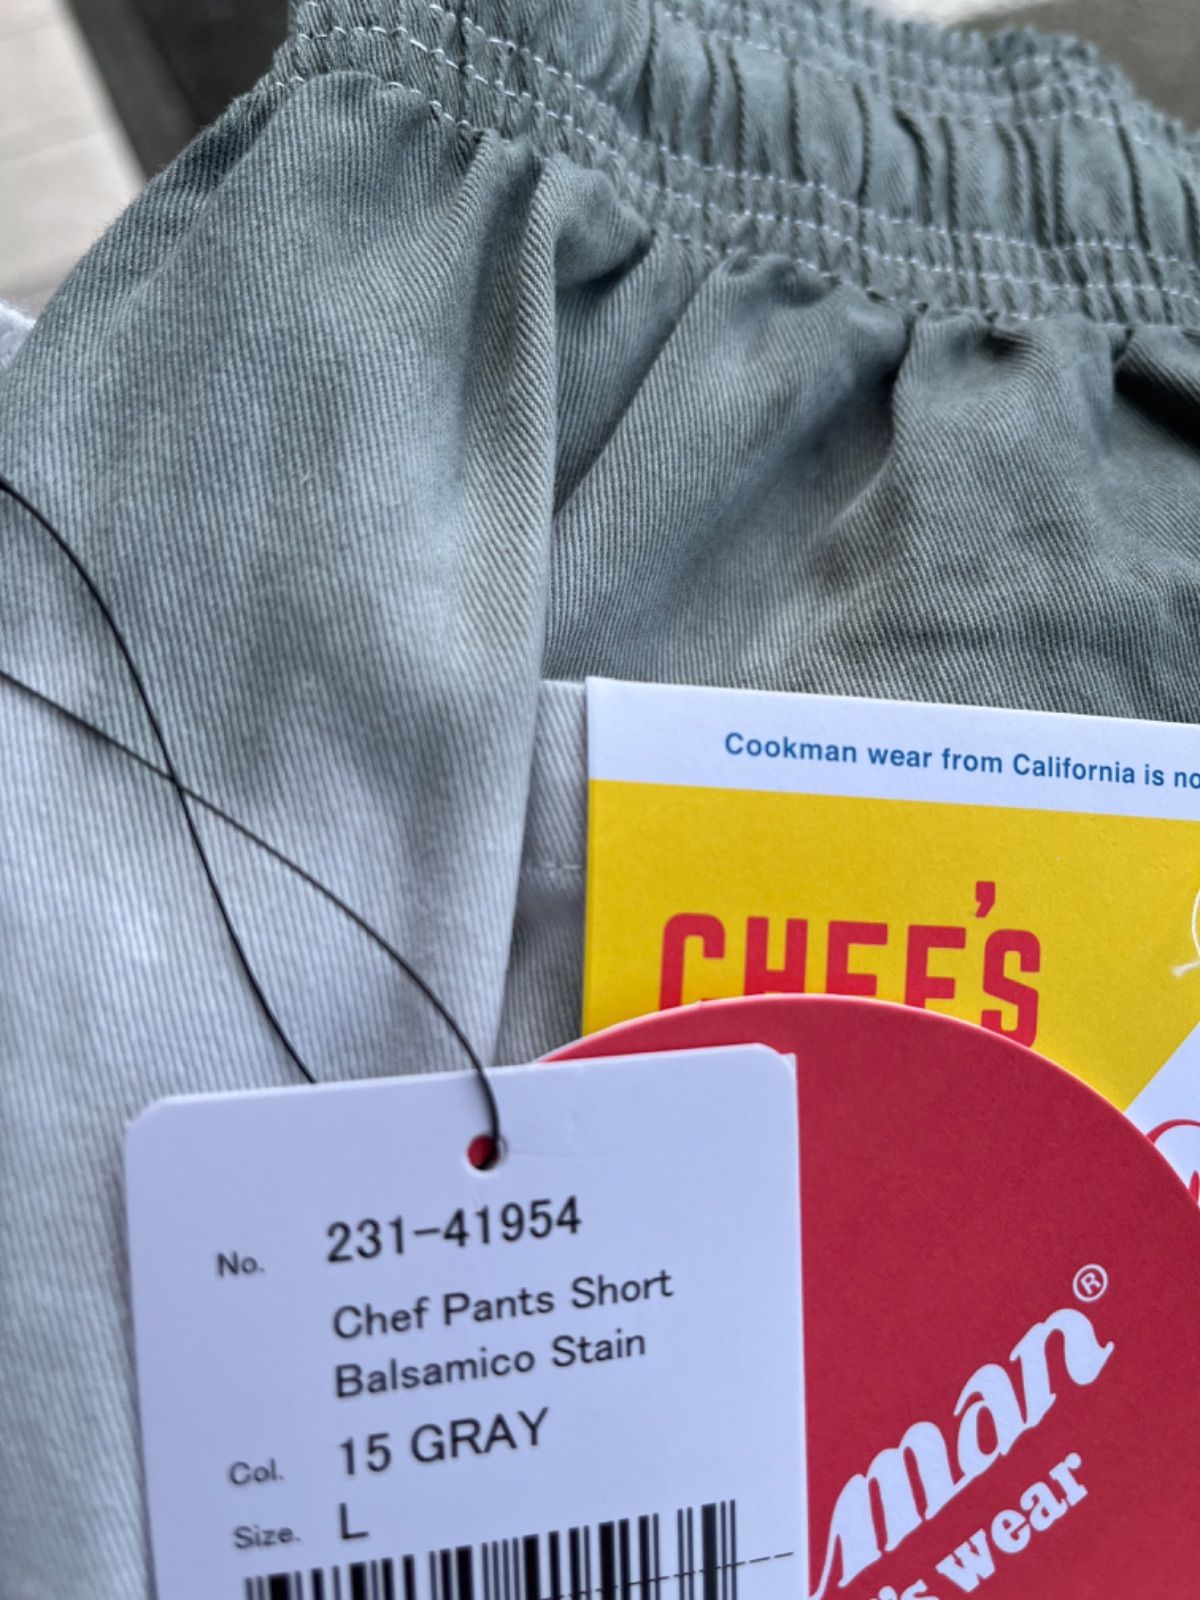 Cookman wear from California is
CHEF'S
No. 231-41954
Chef Pants Short
Balsamico Stain
Col. 15 GRAY
Size. L
man®
wear